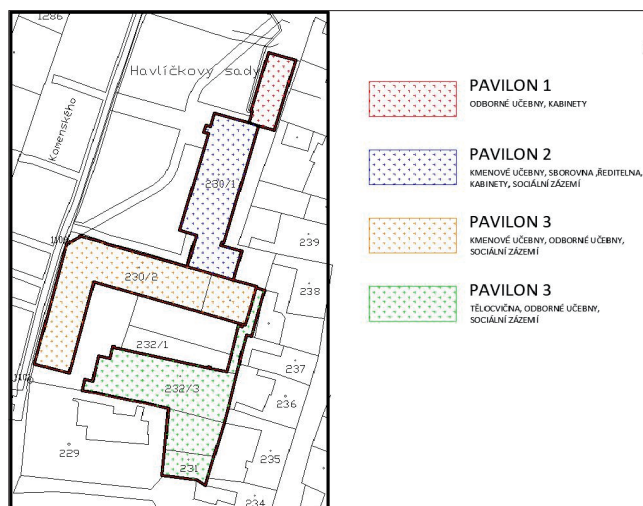 1286
Havlíčkovy sady
Komenského
230/1
239
230/2
238
232/1
237
232/3
236
229
235
231
234
PAVILON 1
ODBORNÉ UČEBNY, KABINETY
PAVILON 2
KMENOVÉ UČEBNY, SBOROVNA ,ŘEDITELNA,
KABINETY, SOCIÁLNÍ ZÁZEMÍ
PAVILON 3
KMENOVÉ UČEBNY, ODBORNÉ UČEBNY,
SOCIÁLNÍ ZÁZEMÍ
PAVILON 3
TĚLOCVIČNA, ODBORNÉ UČEBNY,
SOCIÁLNÍ ZÁZEMÍ